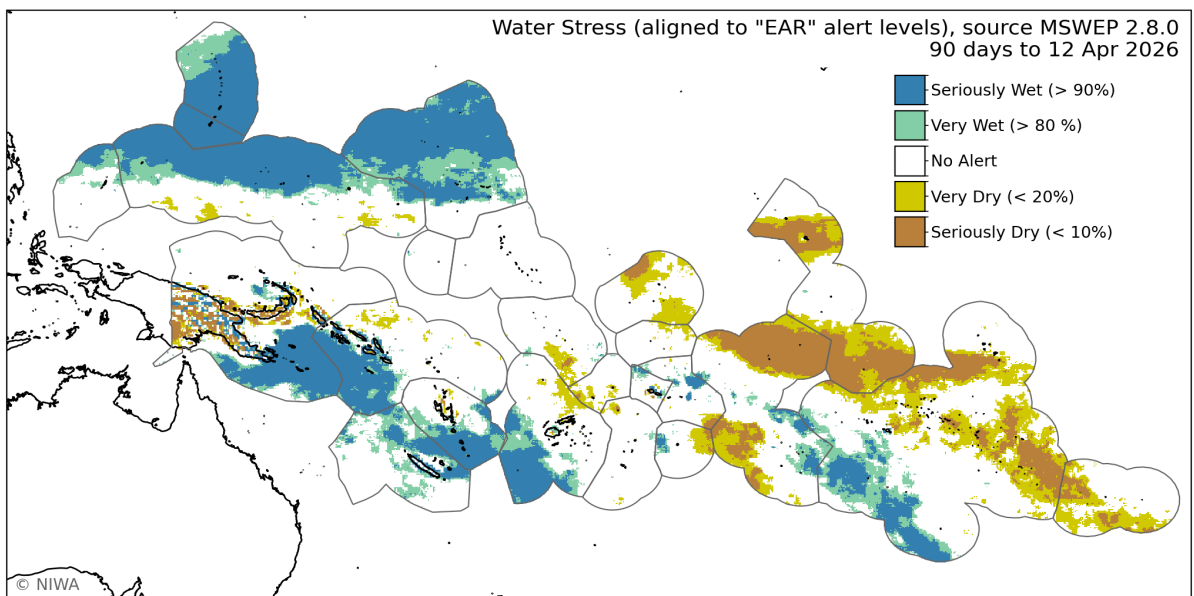 Water Stress (aligned to "EAR" alert levels), source MSWEP 2.8.0
90 days to 12 Apr 2026
Seriously Wet (> 90%)
Very Wet (> 80 %)
No Alert
Very Dry (< 20%)
Seriously Dry (< 10%)
© NIWA